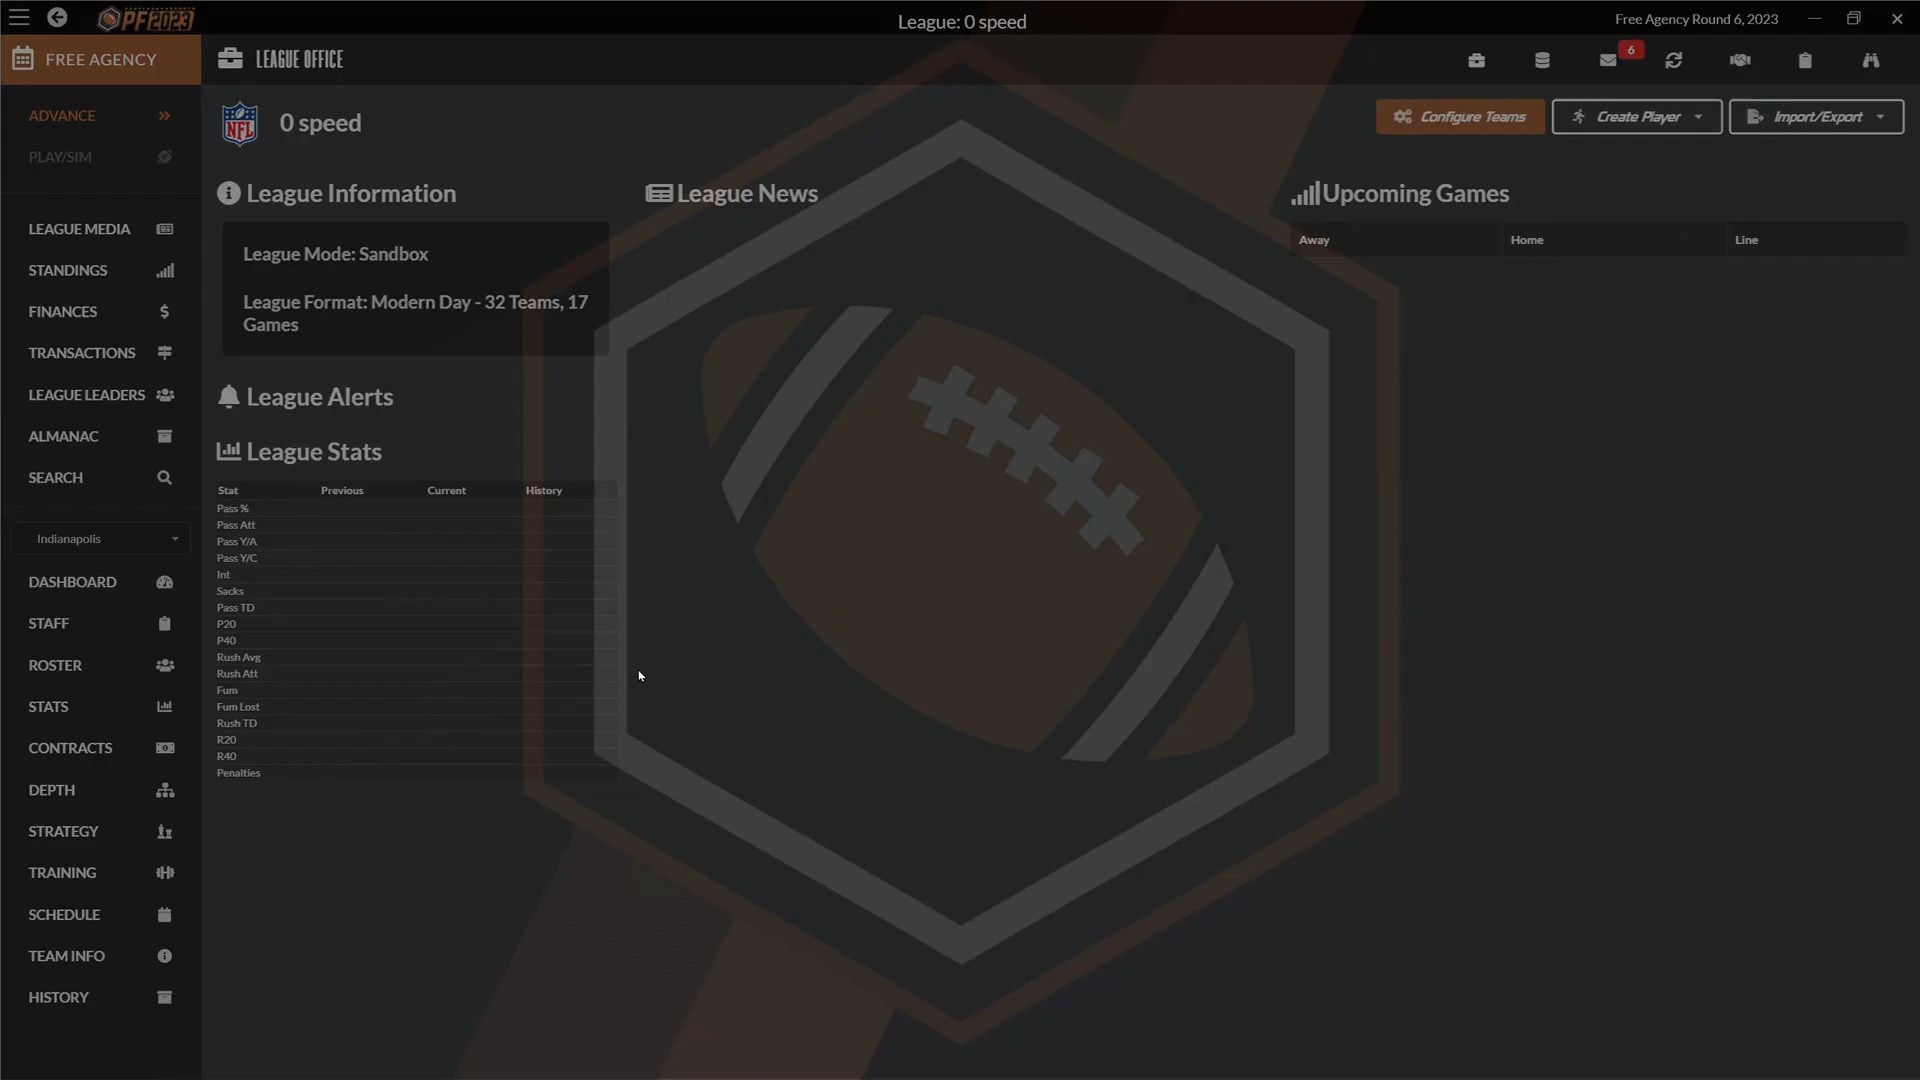 PF2023
League: 0 speed
Free Agency Round 6, 2023
FREE AGENCY
LEAGUE OFFICE
6
ADVANCE
PLAY/SIM
NFL
0 speed
Configure Teams
Create Player
Import/Export
League Information
League News
Upcoming Games
League Mode: Sandbox
League Format: Modern Day - 32 Teams, 17
Games
Away Home Line
LEAGUE MEDIA
STANDINGS
FINANCES
TRANSACTIONS
LEAGUE LEADERS
ALMANAC
SEARCH
League Alerts
League Stats
Stat Previous Current History
Pass %
Pass Att
Pass Y/A
Pass Y/C
Int
Sacks
Pass TD
P20
P40
Rush Avg
Rush Att
Fum
Fum Lost
Rush TD
R20
R40
Penalties
Indianapolis
DASHBOARD
STAFF
ROSTER
STATS
CONTRACTS
DEPTH
STRATEGY
TRAINING
SCHEDULE
TEAM INFO
HISTORY